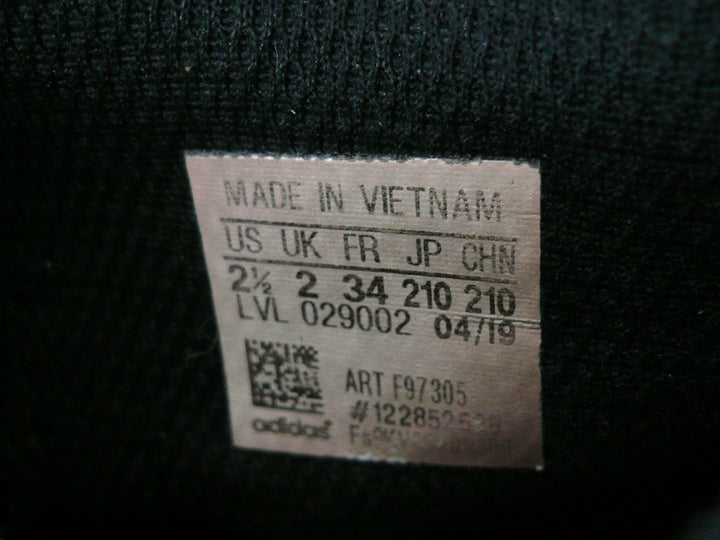 MADE IN VIETNAM
US UK FR JP CHN
2½ 2 34 210 210
LVL 029002 04/19
ART F97305
adidas